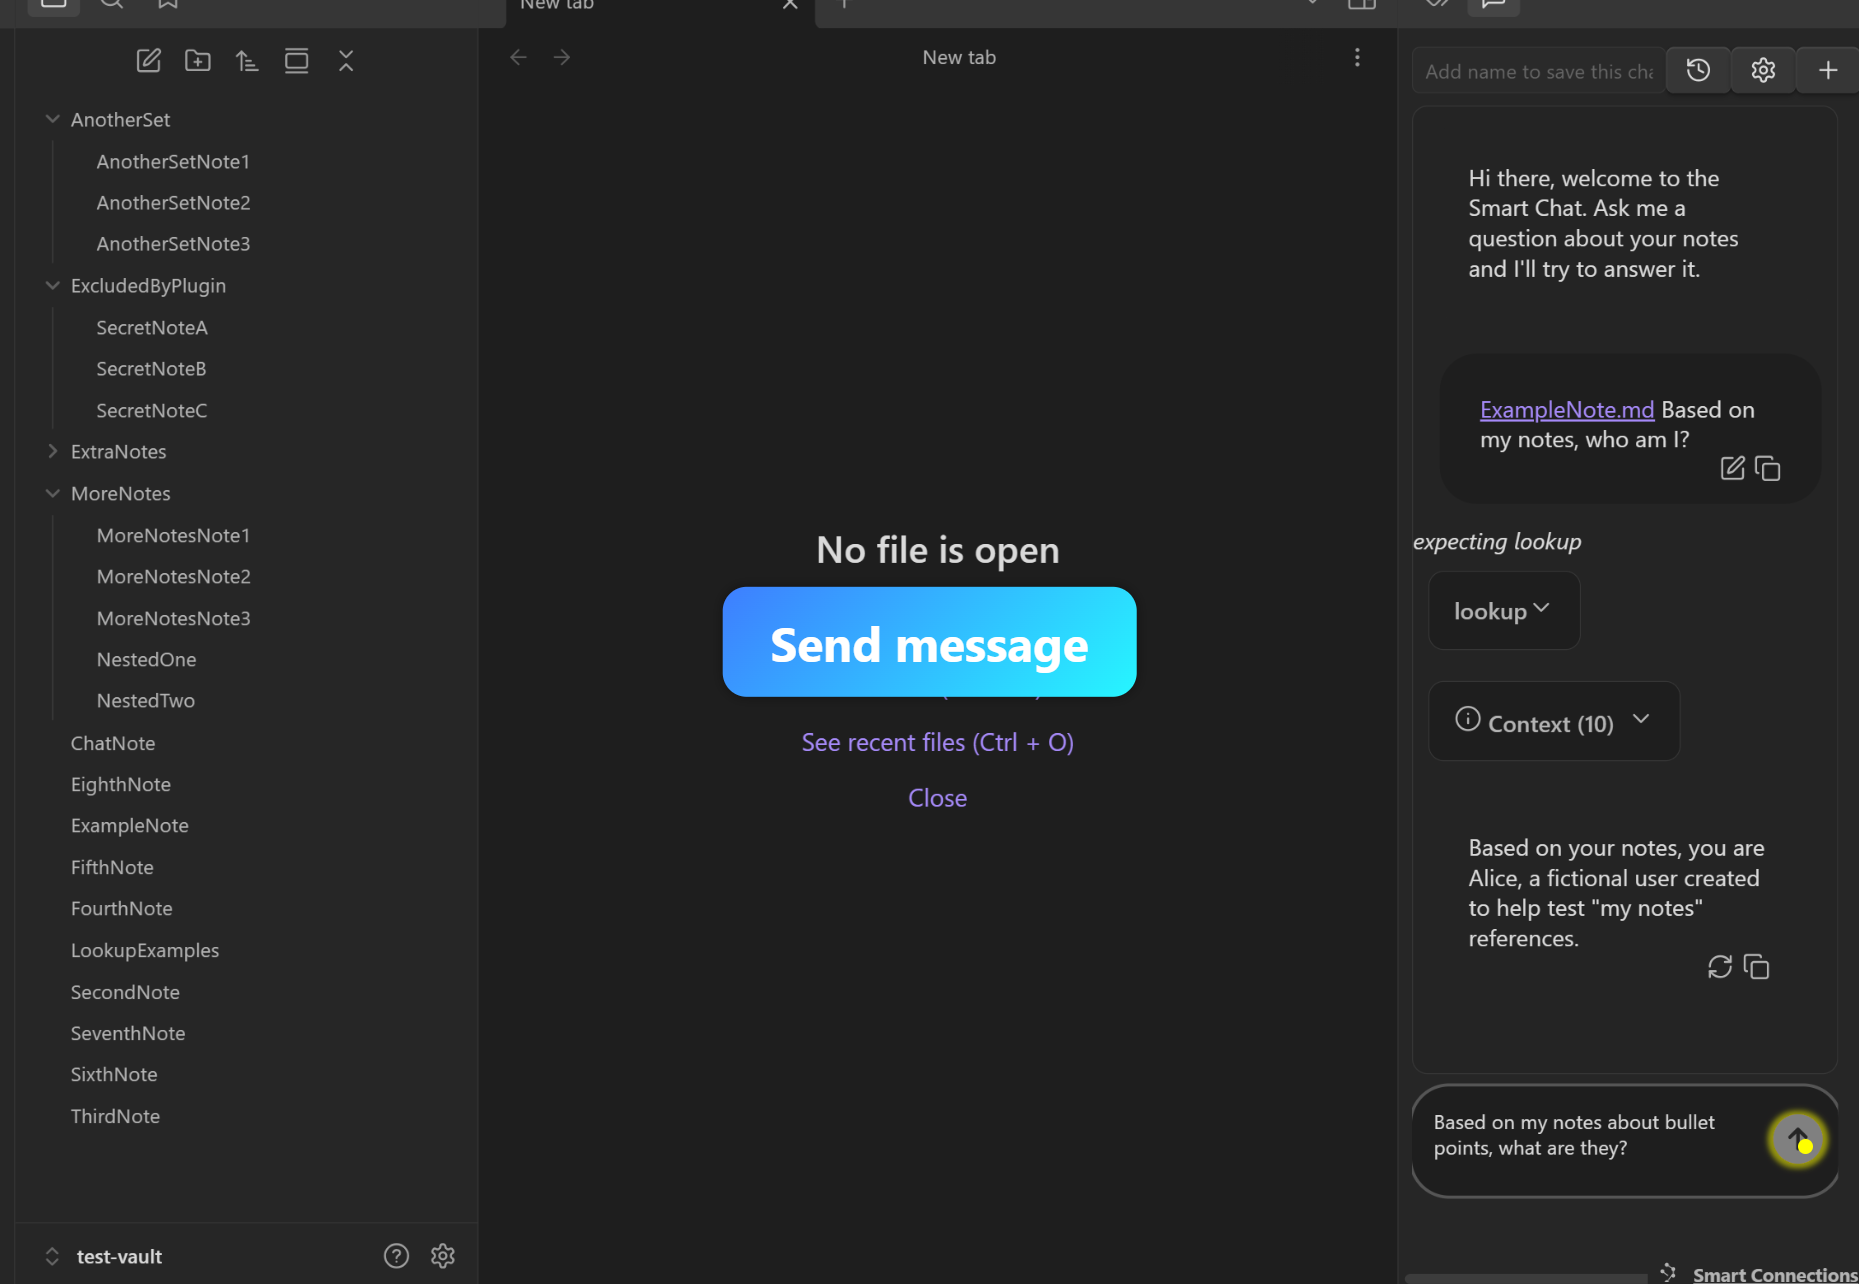 New tab
New tab
AnotherSet
AnotherSetNote1
AnotherSetNote2
AnotherSetNote3
ExcludedByPlugin
SecretNoteA
SecretNoteB
SecretNoteC
ExtraNotes
MoreNotes
MoreNotesNote1
MoreNotesNote2
MoreNotesNote3
NestedOne
NestedTwo
ChatNote
EighthNote
ExampleNote
FifthNote
FourthNote
LookupExamples
SecondNote
SeventhNote
SixthNote
ThirdNote
test-vault
No file is open
Send message
See recent files (Ctrl + O)
Close
Add name to save this cha
Hi there, welcome to the
Smart Chat. Ask me a
question about your notes
and I'll try to answer it.
ExampleNote.md Based on
my notes, who am I?
expecting lookup
lookup
Context (10)
Based on your notes, you are
Alice, a fictional user created
to help test "my notes"
references.
Based on my notes about bullet
points, what are they?
Smart Connections